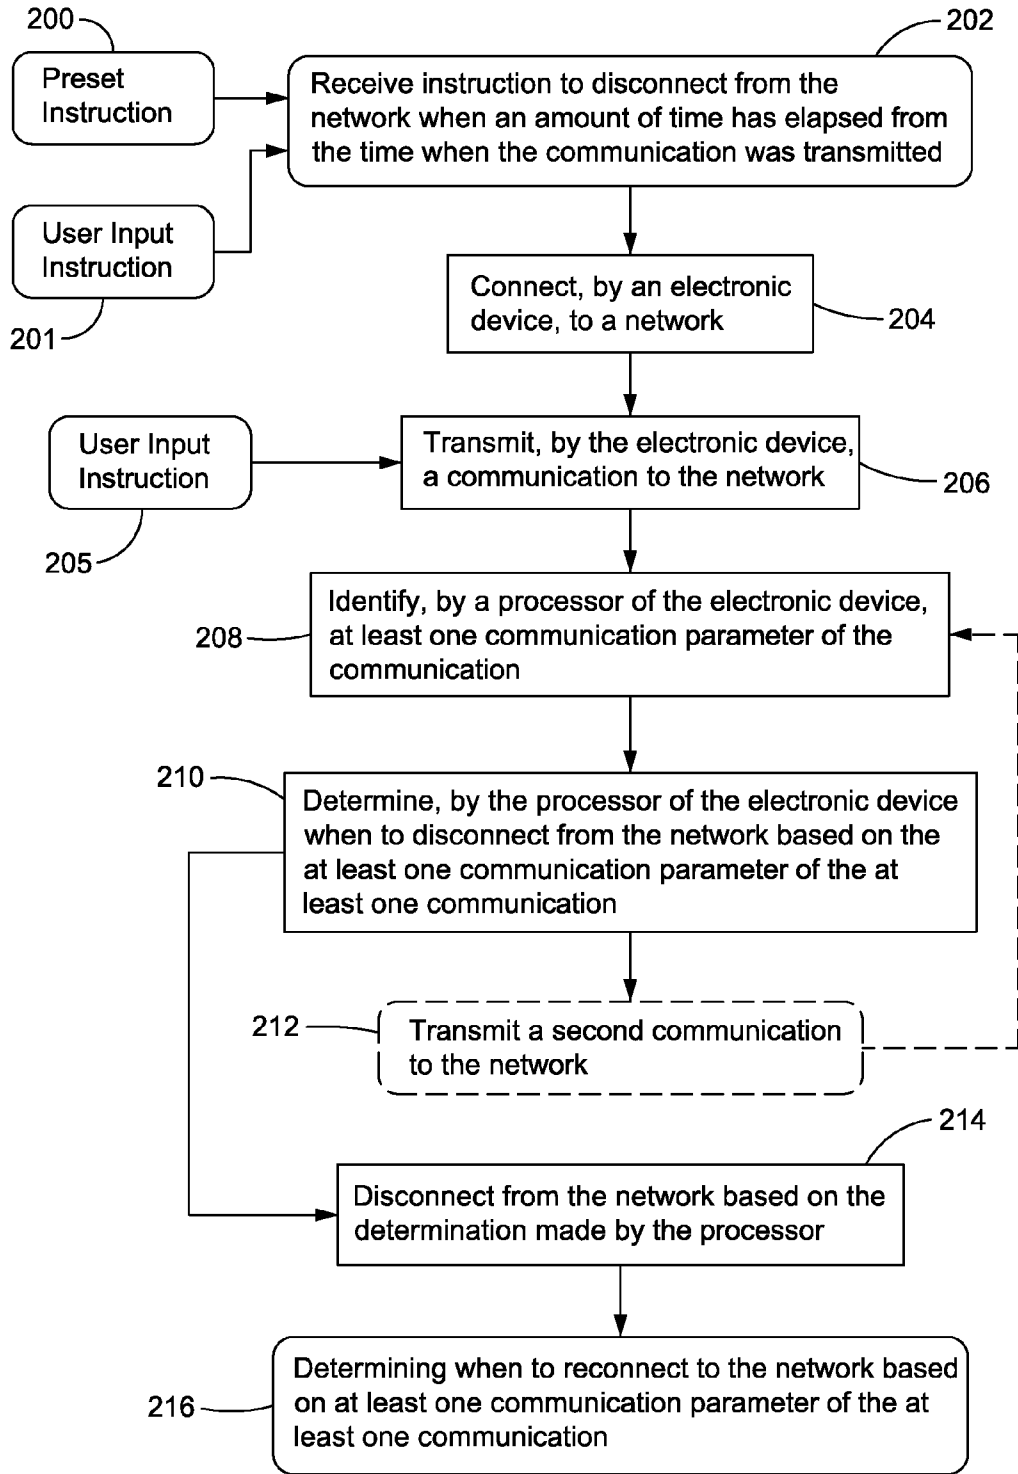 200
202
Preset
Instruction
Receive instruction to disconnect from the
network when an amount of time has elapsed from
the time when the communication was transmitted
User Input
Instruction
201
Connect, by an electronic
device, to a network
204
User Input
Instruction
205
Transmit, by the electronic device,
a communication to the network
206
Identify, by a processor of the electronic device,
at least one communication parameter of the
communication
208
210
Determine, by the processor of the electronic device
when to disconnect from the network based on the
at least one communication parameter of the at
least one communication
212
Transmit a second communication
to the network
214
Disconnect from the network based on the
determination made by the processor
Determining when to reconnect to the network based
on at least one communication parameter of the at
least one communication
216